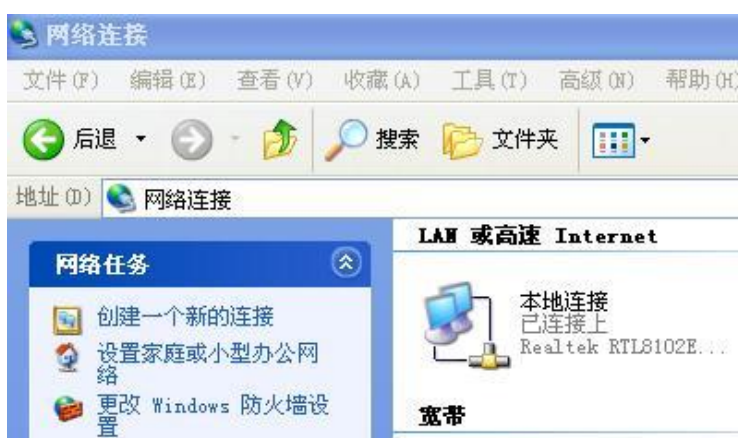 网络连接
文件(F) 编辑(E) 查看(V) 收藏(A) 工具(T) 高级(N) 帮助(H)
后退 搜索 文件夹
地址(D) 网络连接
网络任务
创建一个新的连接
设置家庭或小型办公网
络
更改 Windows 防火墙设
置
LAN 或高速 Internet
本地连接
已连接上
Realtek RTL8102E...
宽带